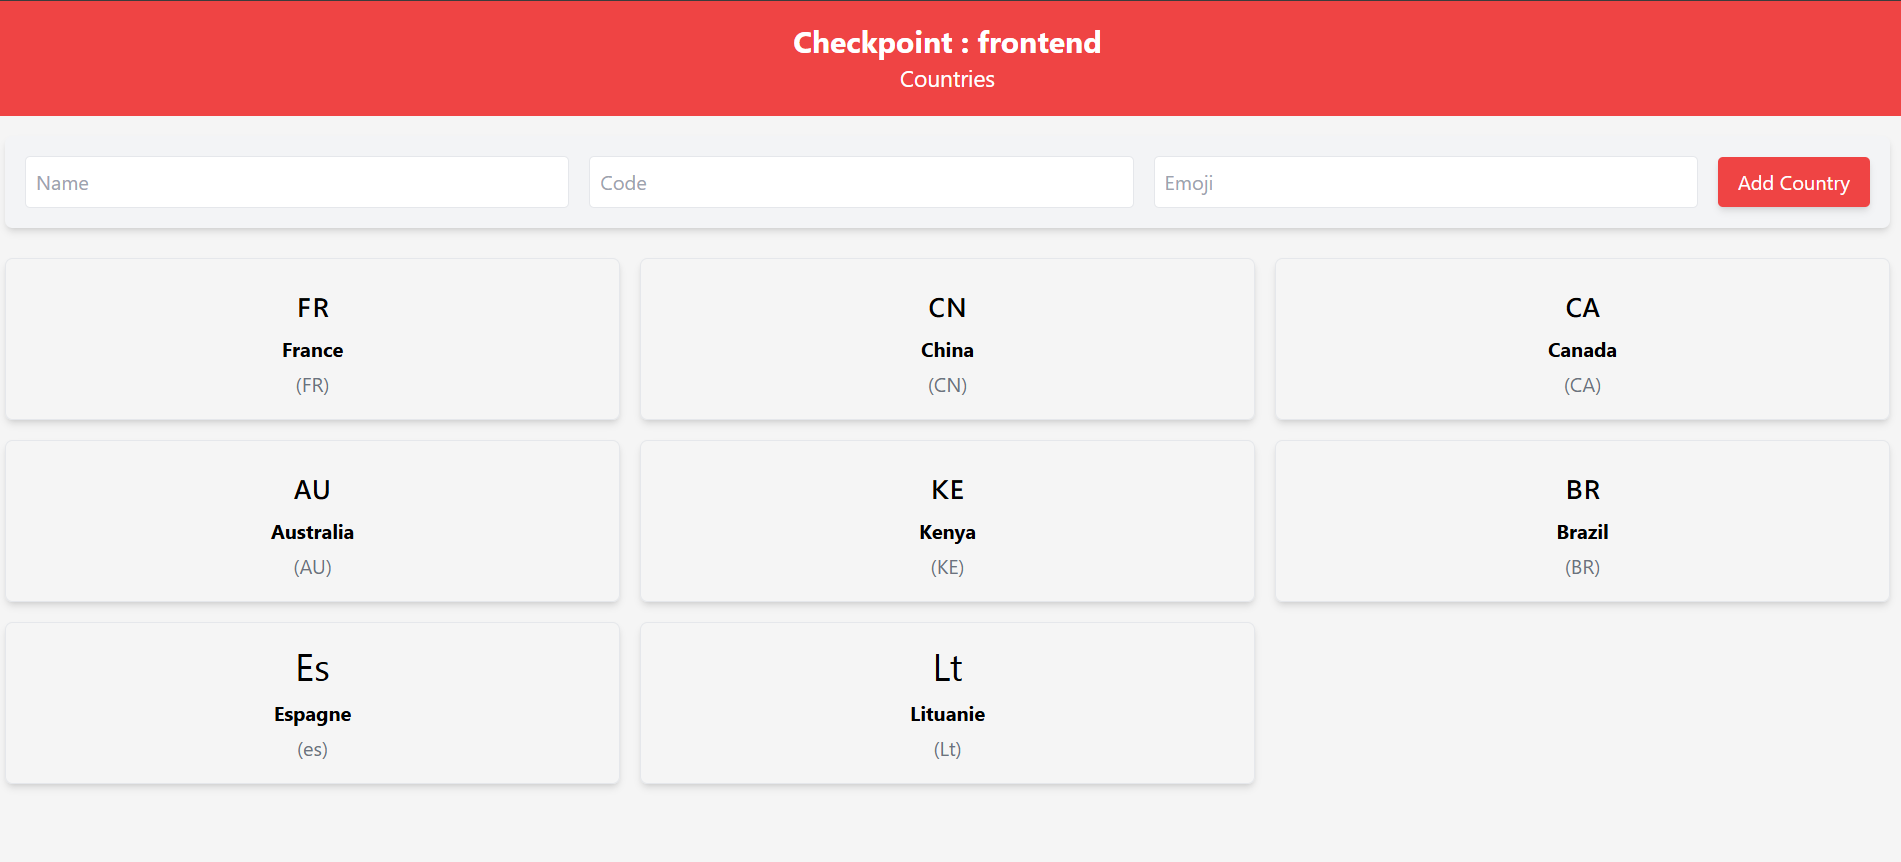 Checkpoint : frontend
Countries
Name
Code
Emoji
Add Country
FR
France
(FR)
CN
China
(CN)
CA
Canada
(CA)
AU
Australia
(AU)
KE
Kenya
(KE)
BR
Brazil
(BR)
Es
Espagne
(es)
Lt
Lituanie
(Lt)